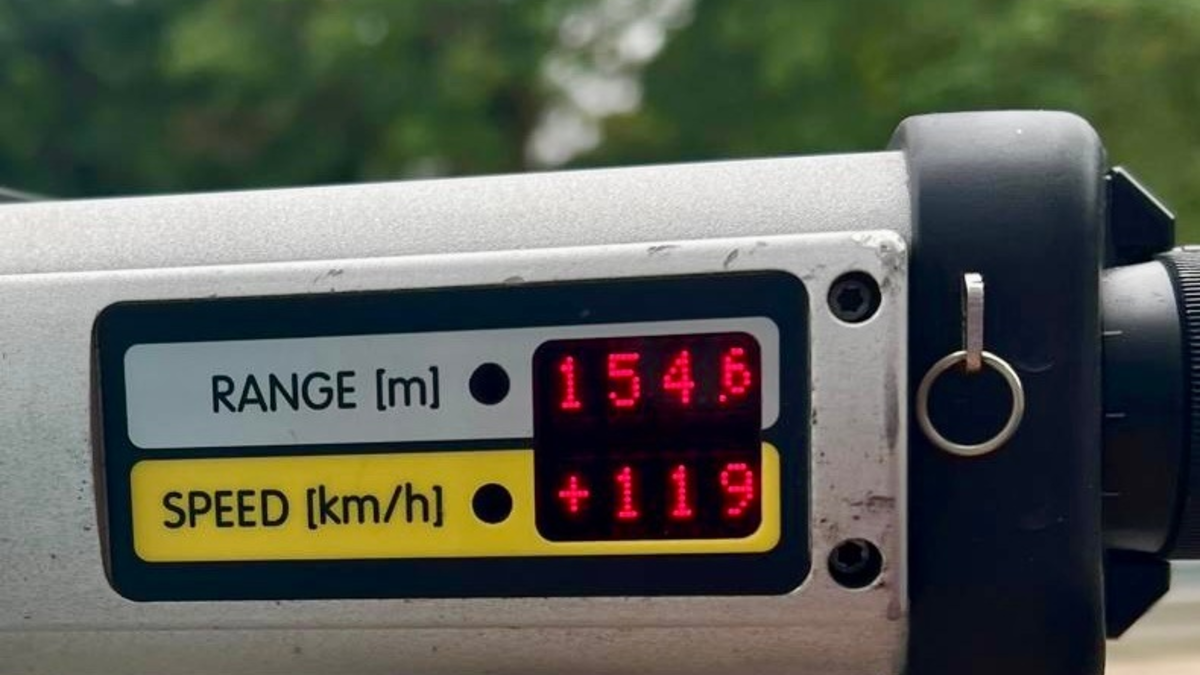 RANGE [m] 154.6
SPEED [km/h] +119